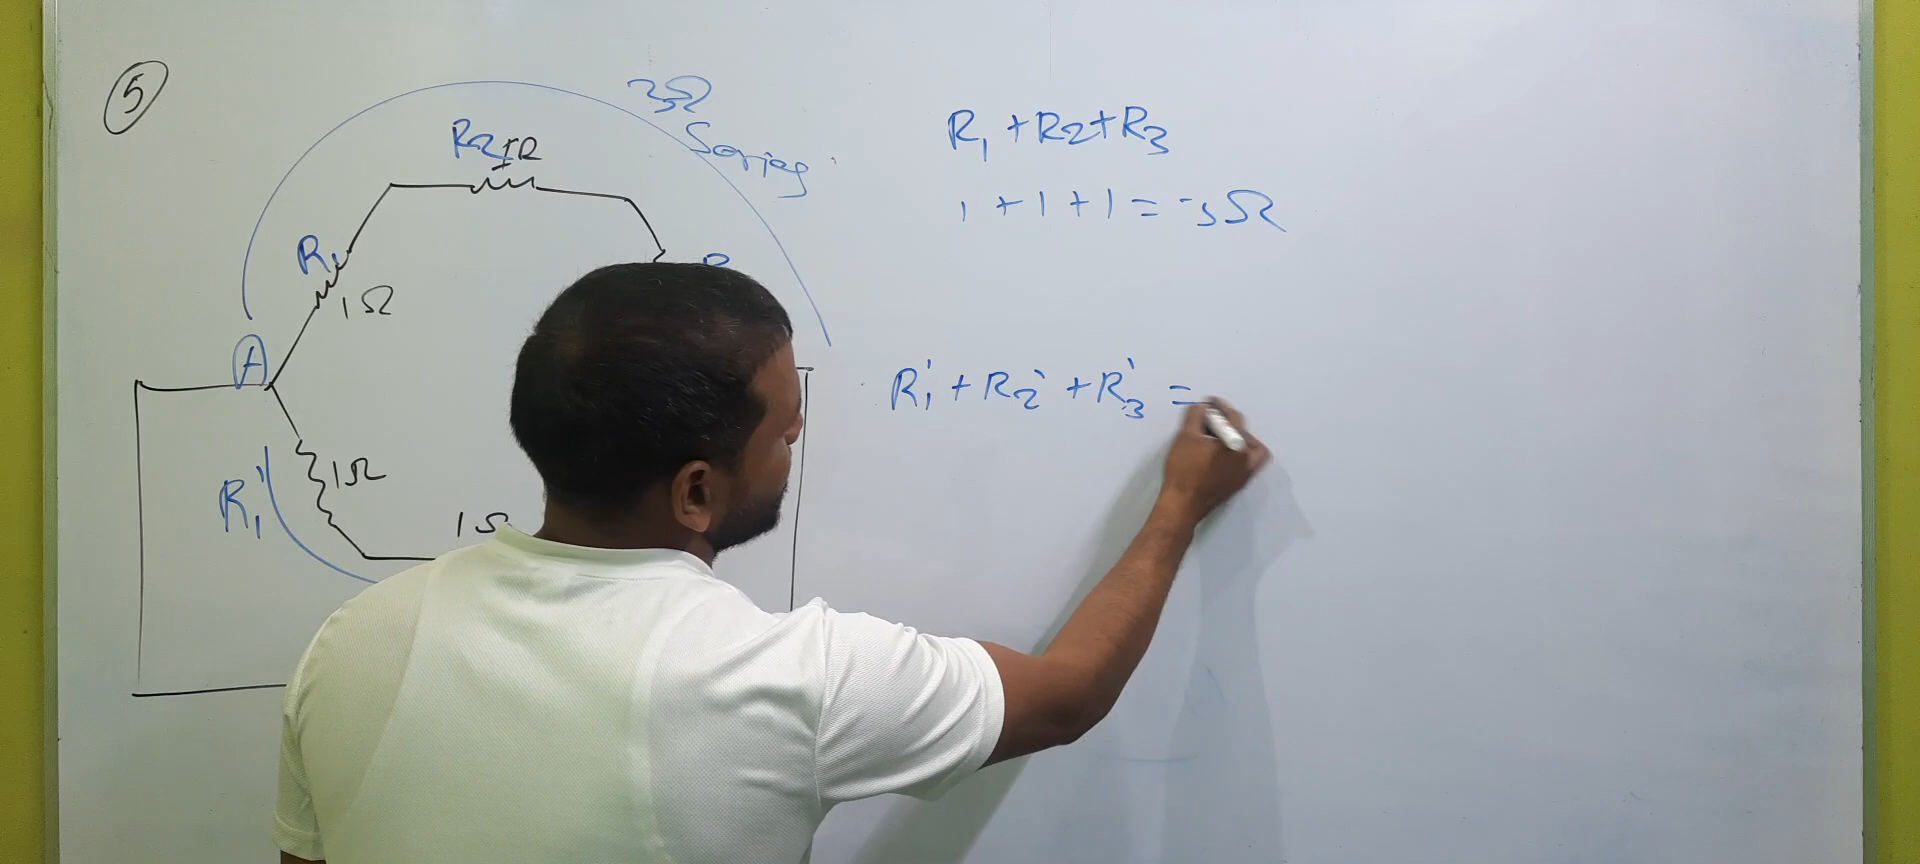 5
3Ω
Series
R2 1Ω
R1
1Ω
A
R1'
1Ω
1Ω
R1 + R2 + R3
1 + 1 + 1 = 3Ω
R1' + R2' + R3' =